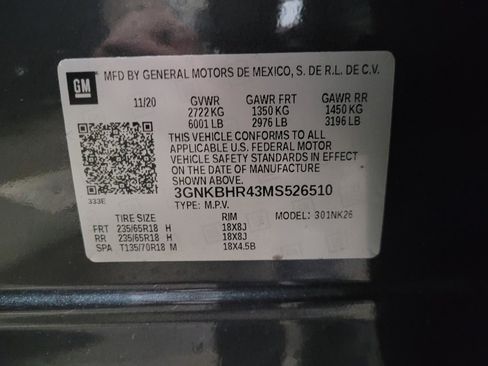 GM
MFD BY GENERAL MOTORS DE MEXICO, S. DE R.L. DE C.V.
11/20 GVWR GAWR FRT GAWR RR
2722 KG 1350 KG 1450 KG
6001 LB 2976 LB 3196 LB
THIS VEHICLE CONFORMS TO ALL
APPLICABLE U.S. FEDERAL MOTOR
VEHICLE SAFETY STANDARDS IN EFFECT
ON THE DATE OF MANUFACTURE
SHOWN ABOVE.
333E 3GNKBHR43MS526510
TYPE: M.P.V.
TIRE SIZE RIM MODEL: 301NK26
FRT 235/65R18 H 18X8J
RR 235/65R18 H 18X8J
SPA T135/70R18 M 18X4.5B